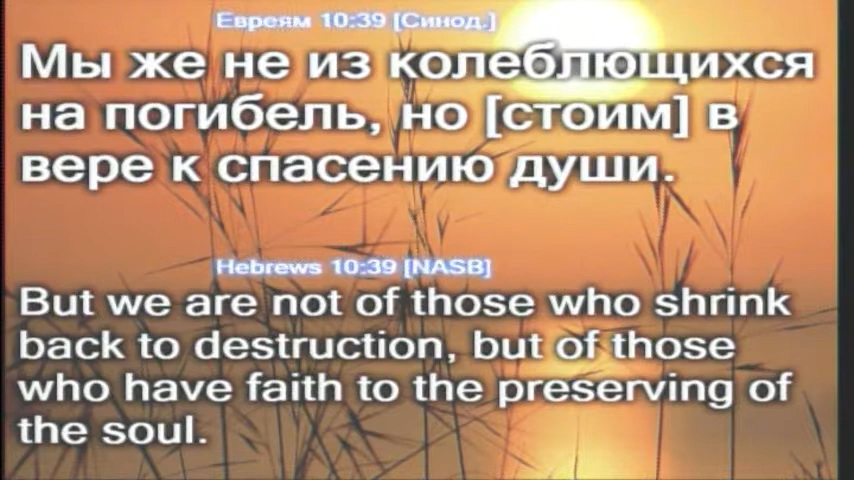 Евреям 10:39 [Синод.]
Мы же не из колеблющихся
на погибель, но [стоим] в
вере к спасению души.
Hebrews 10:39 [NASB]
But we are not of those who shrink
back to destruction, but of those
who have faith to the preserving of
the soul.